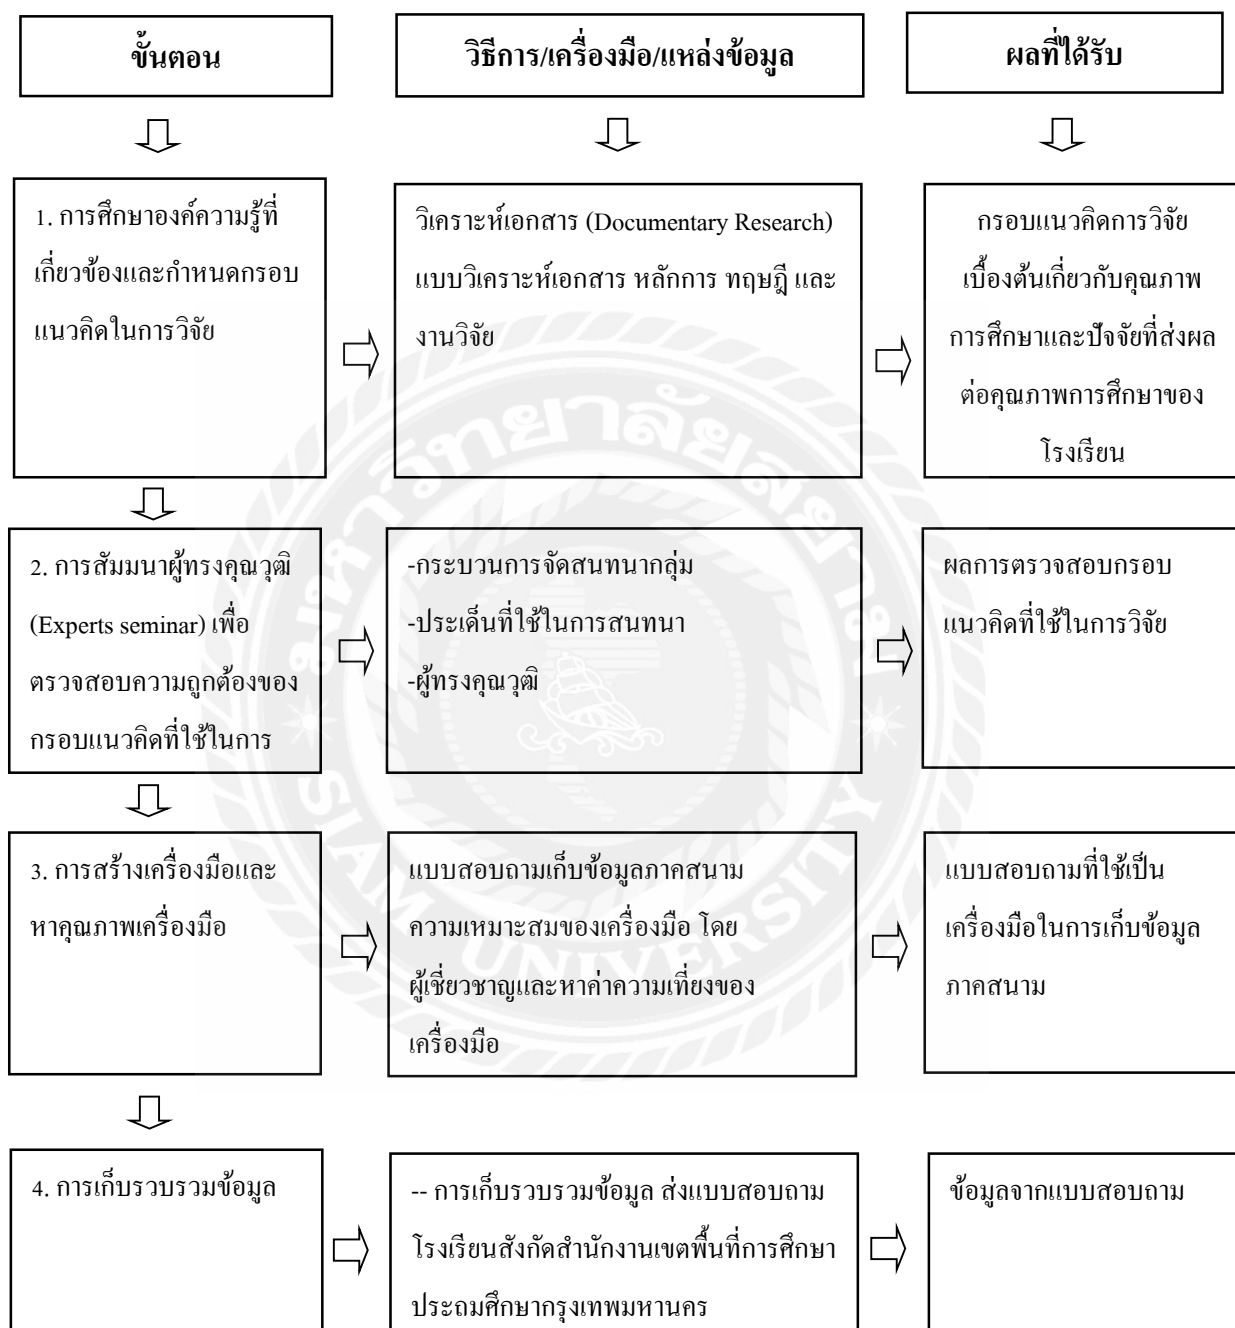 ขั้นตอน
วิธีการ/เครื่องมือ/แหล่งข้อมูล
ผลที่ได้รับ
1. การศึกษาองค์ความรู้ที่
เกี่ยวข้องและกำหนดกรอบ
แนวคิดในการวิจัย
วิเคราะห์เอกสาร (Documentary Research)
แบบวิเคราะห์เอกสาร หลักการ ทฤษฎี และ
งานวิจัย
กรอบแนวคิดการวิจัย
เบื้องต้นเกี่ยวกับคุณภาพ
การศึกษาและปัจจัยที่ส่งผล
ต่อคุณภาพการศึกษาของ
โรงเรียน
2. การสัมมนาผู้ทรงคุณวุฒิ
(Experts seminar) เพื่อ
ตรวจสอบความถูกต้องของ
กรอบแนวคิดที่ใช้ในการ
-กระบวนการจัดสนทนากลุ่ม
-ประเด็นที่ใช้ในการสนทนา
-ผู้ทรงคุณวุฒิ
ผลการตรวจสอบกรอบ
แนวคิดที่ใช้ในการวิจัย
3. การสร้างเครื่องมือและ
หาคุณภาพเครื่องมือ
แบบสอบถามเก็บข้อมูลภาคสนาม
ความเหมาะสมของเครื่องมือ โดย
ผู้เชี่ยวชาญและหาค่าความเที่ยงของ
เครื่องมือ
แบบสอบถามที่ใช้เป็น
เครื่องมือในการเก็บข้อมูล
ภาคสนาม
4. การเก็บรวบรวมข้อมูล
-- การเก็บรวบรวมข้อมูล ส่งแบบสอบถาม
โรงเรียนสังกัดสำนักงานเขตพื้นที่การศึกษา
ประถมศึกษากรุงเทพมหานคร
ข้อมูลจากแบบสอบถาม
มหาวิทยาลัยสยาม
SIAM UNIVERSITY